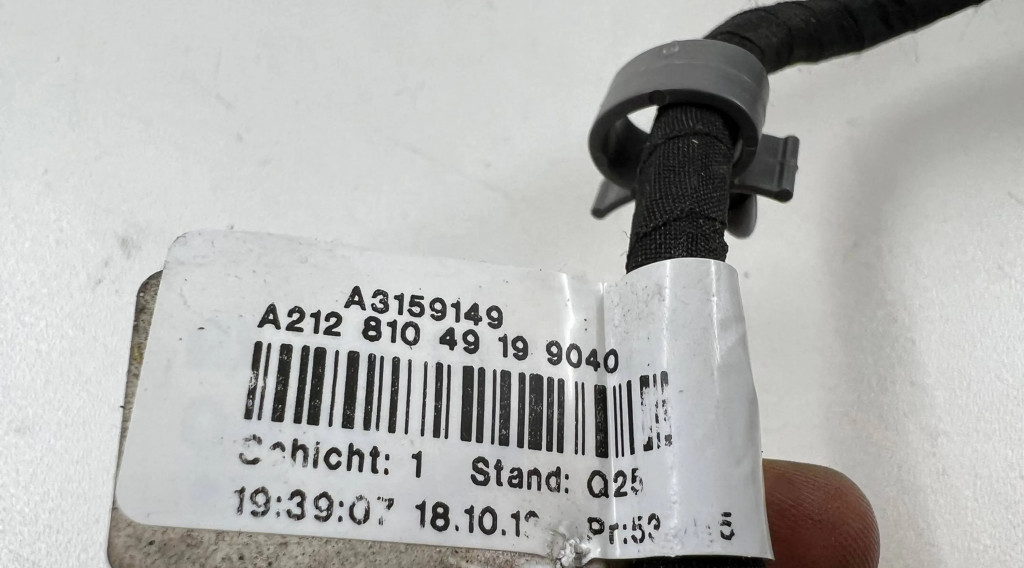 A3159149
A212 810 49 19 9040
Schicht: 1 Stand: Q25
19:39:07